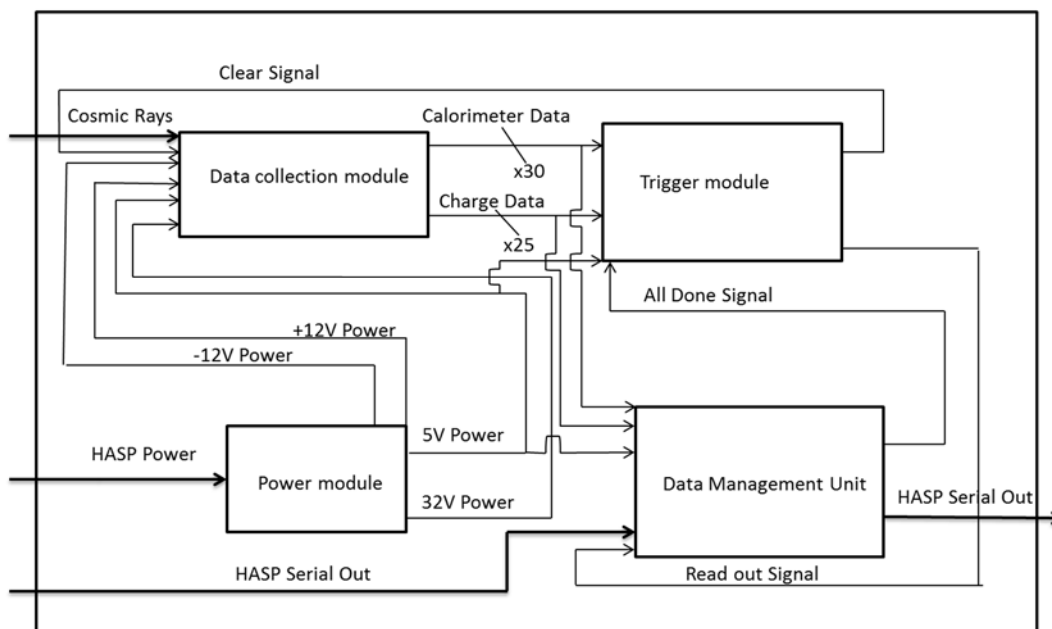 Clear Signal
Cosmic Rays
Calorimeter Data
x30
Data collection module
Trigger module
Charge Data
x25
All Done Signal
+12V Power
-12V Power
5V Power
HASP Power
Power module
32V Power
Data Management Unit
HASP Serial Out
HASP Serial Out
Read out Signal